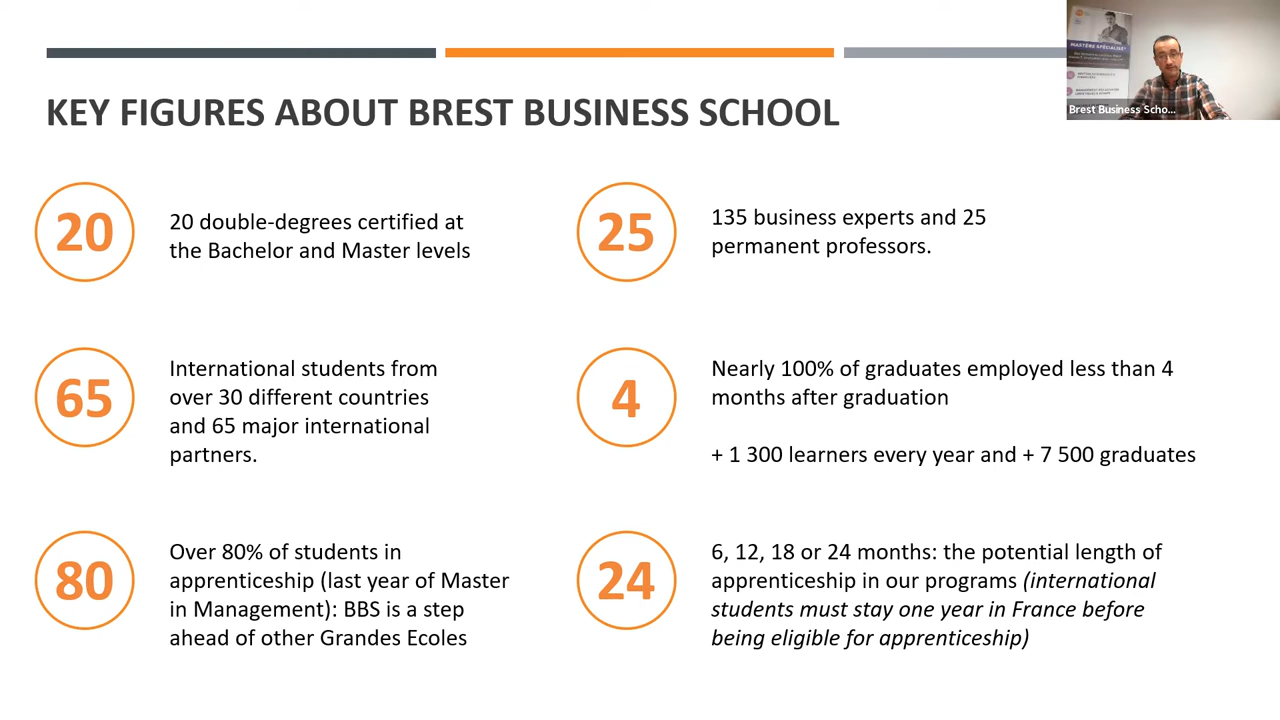 KEY FIGURES ABOUT BREST BUSINESS SCHOOL
MASTÈRE SPÉCIALISÉ
Brest Business Scho...
20
20 double-degrees certified at
the Bachelor and Master levels
25
135 business experts and 25
permanent professors.
65
International students from
over 30 different countries
and 65 major international
partners.
4
Nearly 100% of graduates employed less than 4
months after graduation
+ 1 300 learners every year and + 7 500 graduates
80
Over 80% of students in
apprenticeship (last year of Master
in Management): BBS is a step
ahead of other Grandes Ecoles
24
6, 12, 18 or 24 months: the potential length of
apprenticeship in our programs (international
students must stay one year in France before
being eligible for apprenticeship)